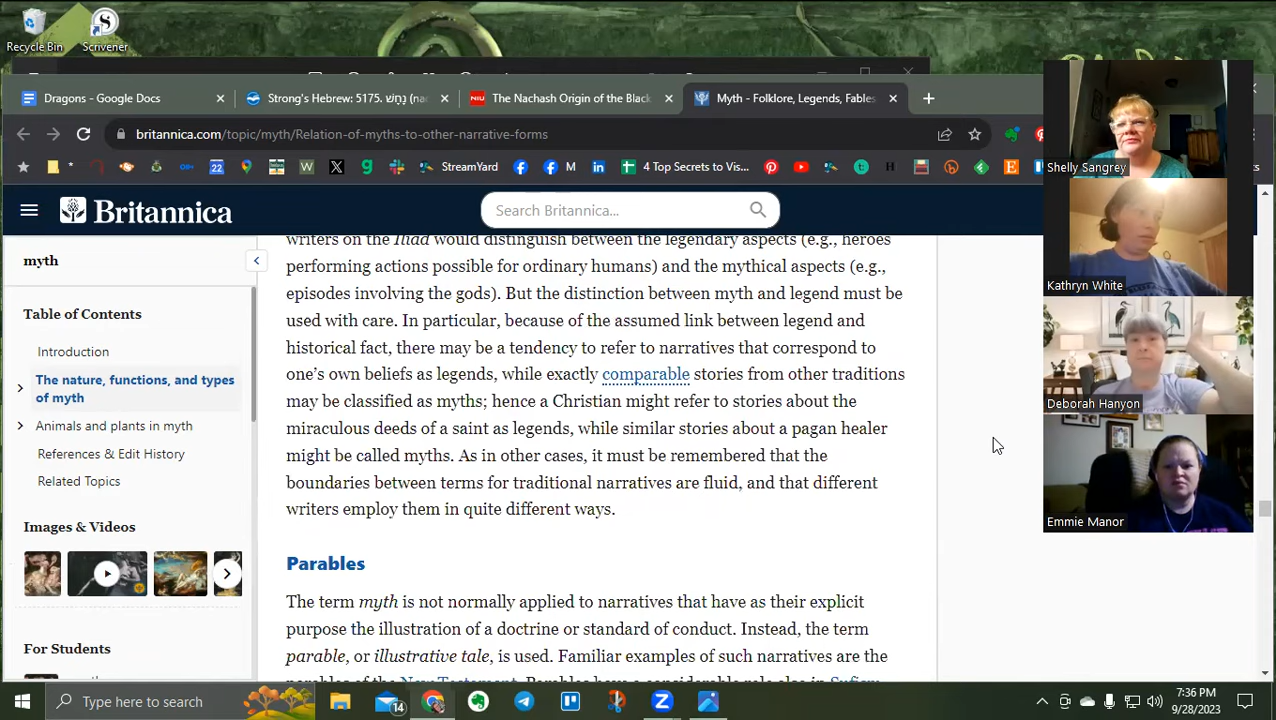 Recycle Bin
Scrivener
Dragons - Google Docs
Strong's Hebrew: 5175. נָחָשׁ (na
The Nachash Origin of the Black
Myth - Folklore, Legends, Fables
britannica.com/topic/myth/Relation-of-myths-to-other-narrative-forms
StreamYard
M
4 Top Secrets to Vis...
Britannica
Search Britannica...
myth
Table of Contents
Introduction
The nature, functions, and types
of myth
Animals and plants in myth
References & Edit History
Related Topics
Images & Videos
For Students
writers on the Iliad would distinguish between the legendary aspects (e.g., heroes
performing actions possible for ordinary humans) and the mythical aspects (e.g.,
episodes involving the gods). But the distinction between myth and legend must be
used with care. In particular, because of the assumed link between legend and
historical fact, there may be a tendency to refer to narratives that correspond to
one's own beliefs as legends, while exactly comparable stories from other traditions
may be classified as myths; hence a Christian might refer to stories about the
miraculous deeds of a saint as legends, while similar stories about a pagan healer
might be called myths. As in other cases, it must be remembered that the
boundaries between terms for traditional narratives are fluid, and that different
writers employ them in quite different ways.
Parables
The term myth is not normally applied to narratives that have as their explicit
purpose the illustration of a doctrine or standard of conduct. Instead, the term
parable, or illustrative tale, is used. Familiar examples of such narratives are the
parables of the New Testament. Parables have a considerable role also in Sufism
Shelly Sangrey
Kathryn White
Deborah Hanyon
Emmie Manor
Type here to search
14
7:36 PM
9/28/2023